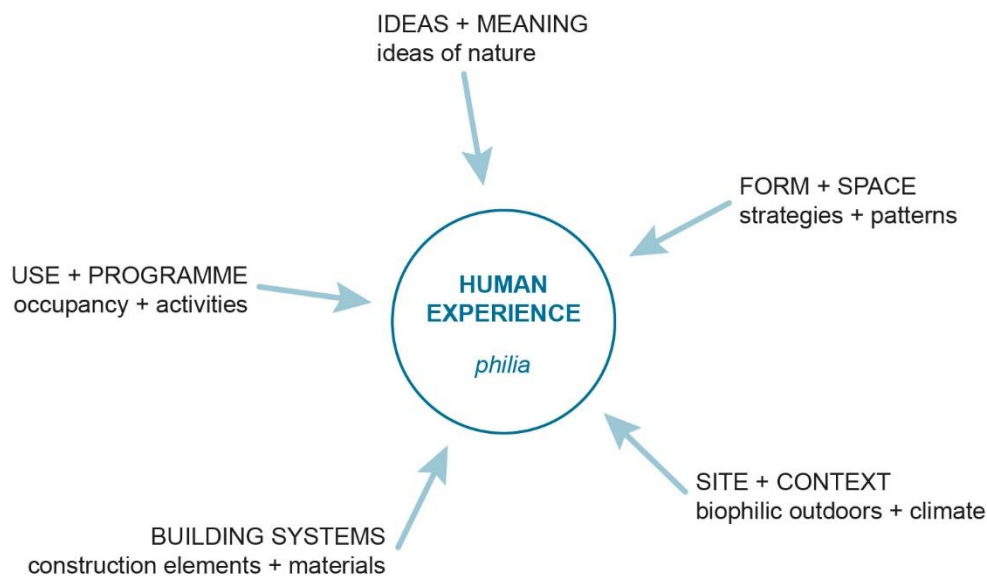 IDEAS + MEANING
ideas of nature
FORM + SPACE
strategies + patterns
USE + PROGRAMME
occupancy + activities
HUMAN
EXPERIENCE
philia
SITE + CONTEXT
biophilic outdoors + climate
BUILDING SYSTEMS
construction elements + materials